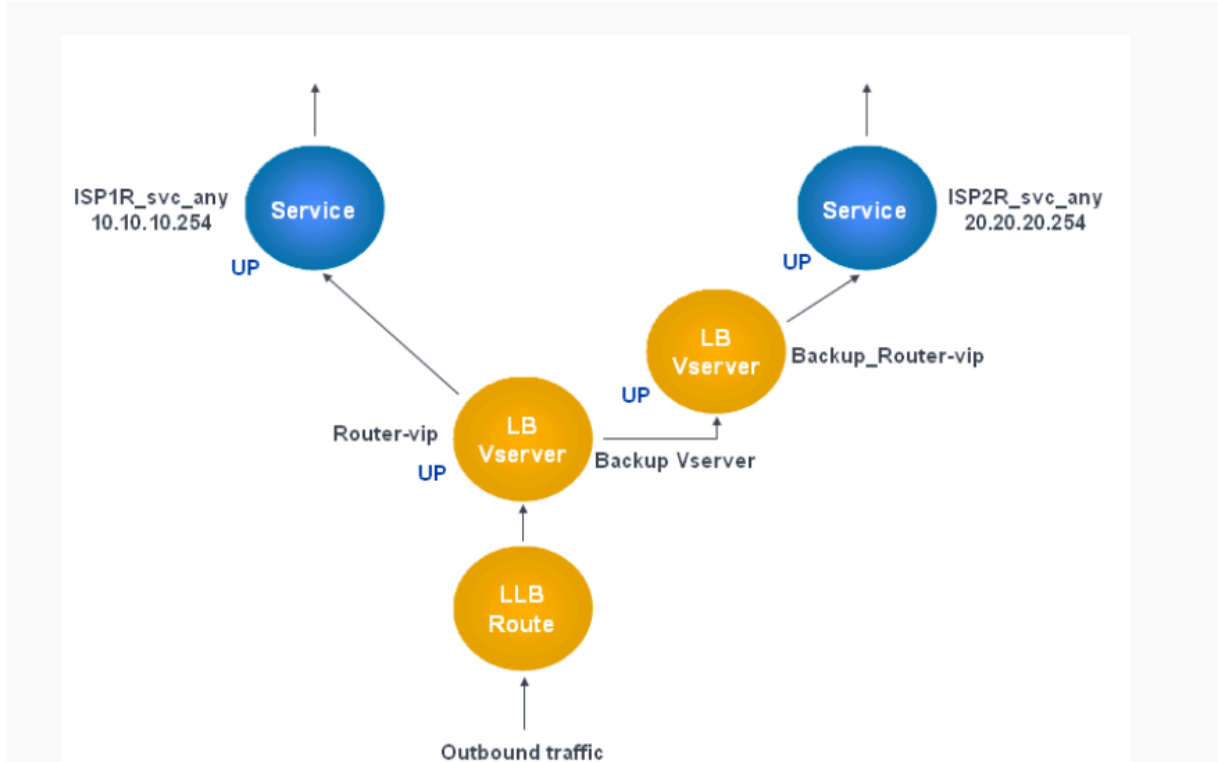 ISP1R_svc_any
10.10.10.254
Service
UP
Service
ISP2R_svc_any
20.20.20.254
UP
LB
Vserver
Backup_Router-vip
UP
Router-vip
LB
Vserver
UP
Backup Vserver
LLB
Route
Outbound traffic